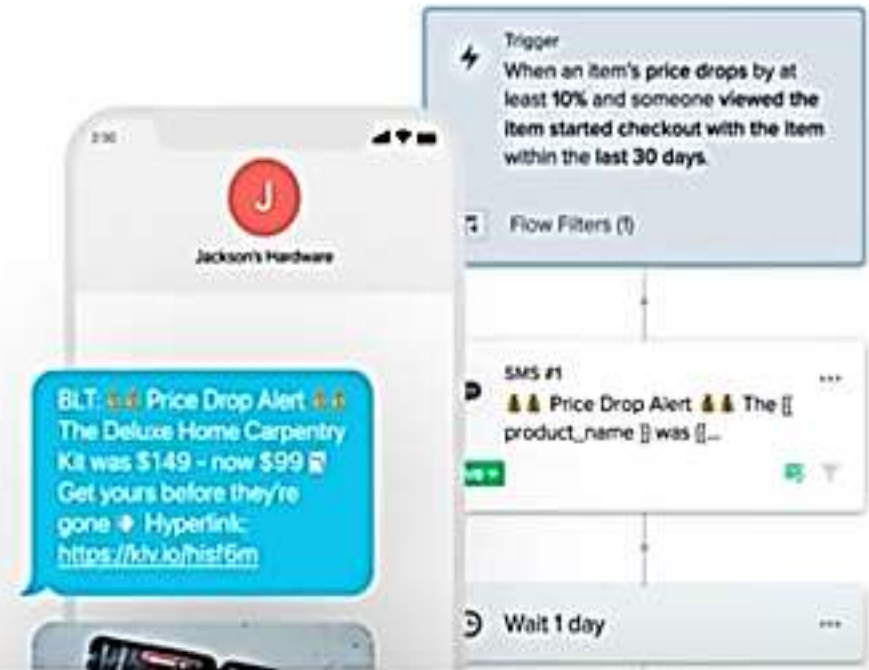 Trigger
When an item's price drops by at
least 10% and someone viewed the
item started checkout with the item
within the last 30 days.
Flow Filters (1)
J
Jackson's Hardware
BLT 💰💰 Price Drop Alert 💰💰
The Deluxe Home Carpentry
Kit was $149 - now $99
Get yours before they're
gone Hyperlink:
https://klv.io/hisf6m
SMS #1
💰💰 Price Drop Alert 💰💰 The [[
product_name ]] was [[...
Wait 1 day